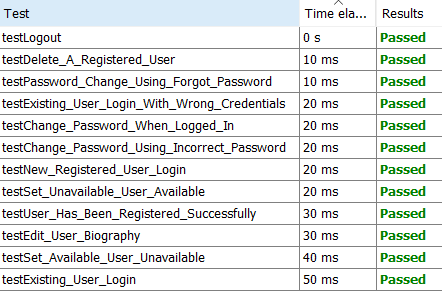 Test Time ela... Results
testLogout 0 s Passed
testDelete_A_Registered_User 10 ms Passed
testPassword_Change_Using_Forgot_Password 10 ms Passed
testExisting_User_Login_With_Wrong_Credentials 20 ms Passed
testChange_Password_When_Logged_In 20 ms Passed
testChange_Password_Using_Incorrect_Password 20 ms Passed
testNew_Registered_User_Login 20 ms Passed
testSet_Unavailable_User_Available 20 ms Passed
testUser_Has_Been_Registered_Successfully 30 ms Passed
testEdit_User_Biography 30 ms Passed
testSet_Available_User_Unavailable 40 ms Passed
testExisting_User_Login 50 ms Passed